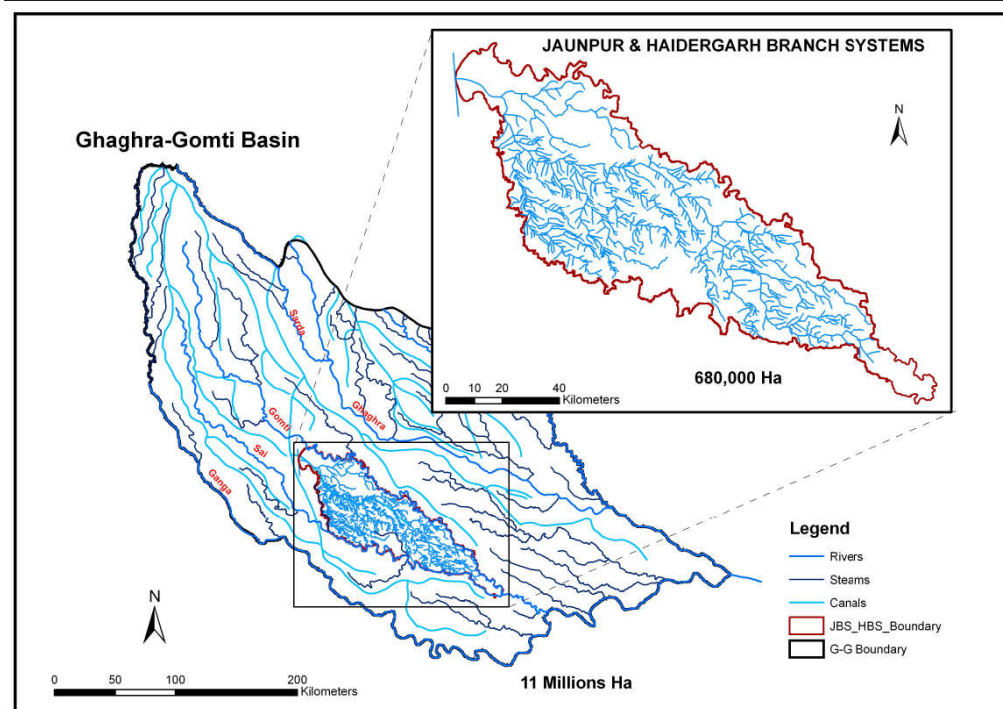 JAUNPUR & HAIDERGARH BRANCH SYSTEMS
N
680,000 Ha
0 10 20 40
Kilometers
Ghaghra-Gomti Basin
Sarda
Ghaghra
Gomti
Sai
Ganga
N
0 50 100 200
Kilometers
11 Millions Ha
Legend
Rivers
Steams
Canals
JBS_HBS_Boundary
G-G Boundary